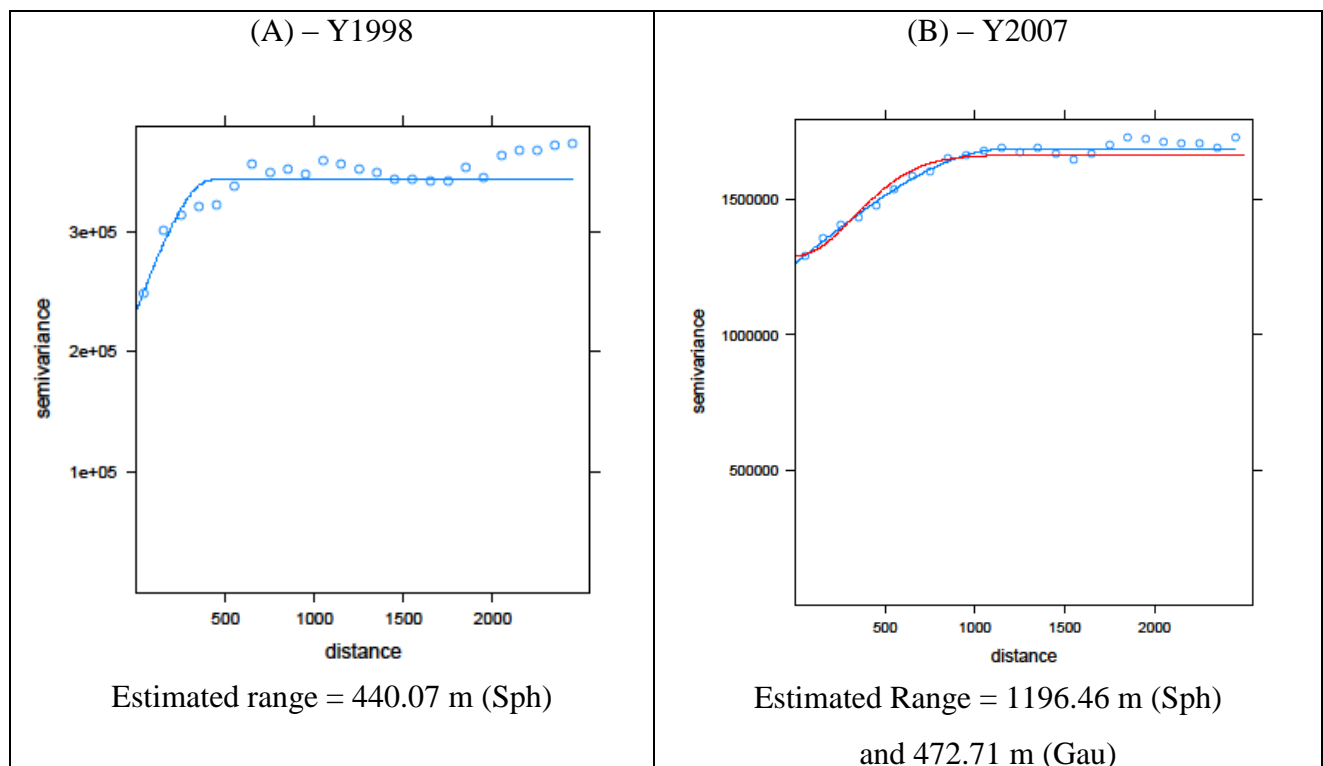 (A) – Y1998
3e+05
2e+05
1e+05
semivariance
500 1000 1500 2000
distance
Estimated range = 440.07 m (Sph)
(B) – Y2007
1500000
1000000
500000
semivariance
500 1000 1500 2000
distance
Estimated Range = 1196.46 m (Sph)
and 472.71 m (Gau)